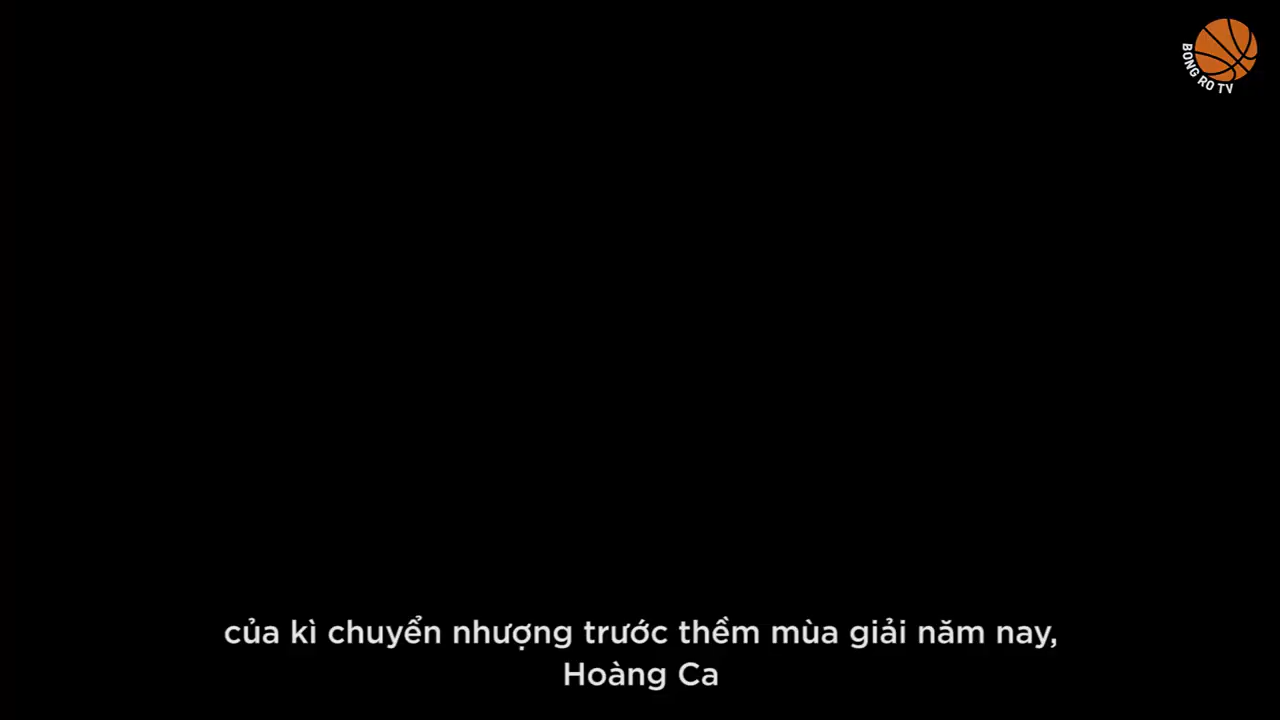 BONG RO TV
của kì chuyển nhượng trước thềm mùa giải năm nay,
Hoàng Ca